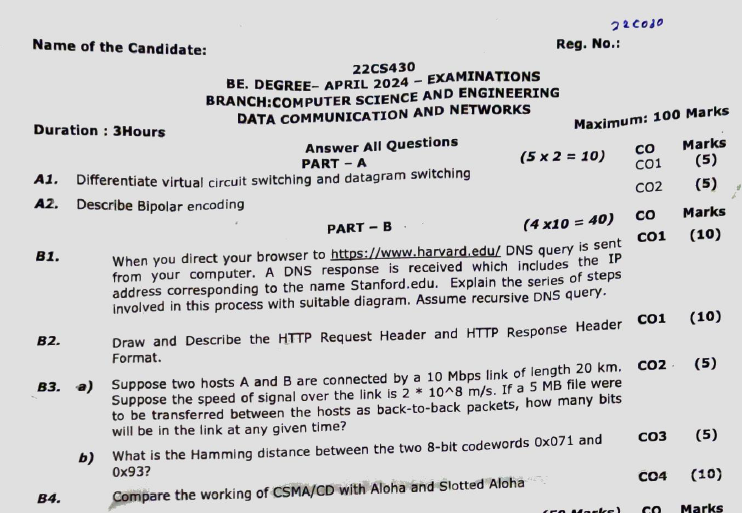 22C030
Name of the Candidate: Reg. No.:
22CS430
BE. DEGREE– APRIL 2024 – EXAMINATIONS
BRANCH:COMPUTER SCIENCE AND ENGINEERING
DATA COMMUNICATION AND NETWORKS
Duration : 3Hours Maximum: 100 Marks
Answer All Questions CO Marks
PART – A (5 x 2 = 10) CO1 (5)
A1. Differentiate virtual circuit switching and datagram switching
A2. Describe Bipolar encoding CO2 (5)
PART – B (4 x10 = 40) CO Marks
B1. When you direct your browser to https://www.harvard.edu/ DNS query is sent CO1 (10)
from your computer. A DNS response is received which includes the IP
address corresponding to the name Stanford.edu. Explain the series of steps
involved in this process with suitable diagram. Assume recursive DNS query.
B2. Draw and Describe the HTTP Request Header and HTTP Response Header CO1 (10)
Format.
B3. a) Suppose two hosts A and B are connected by a 10 Mbps link of length 20 km. CO2 (5)
Suppose the speed of signal over the link is 2 * 10^8 m/s. If a 5 MB file were
to be transferred between the hosts as back-to-back packets, how many bits
will be in the link at any given time?
b) What is the Hamming distance between the two 8-bit codewords 0x071 and CO3 (5)
0x93?
B4. Compare the working of CSMA/CD with Aloha and Slotted Aloha CO4 (10)
(50 Marks) CO Marks